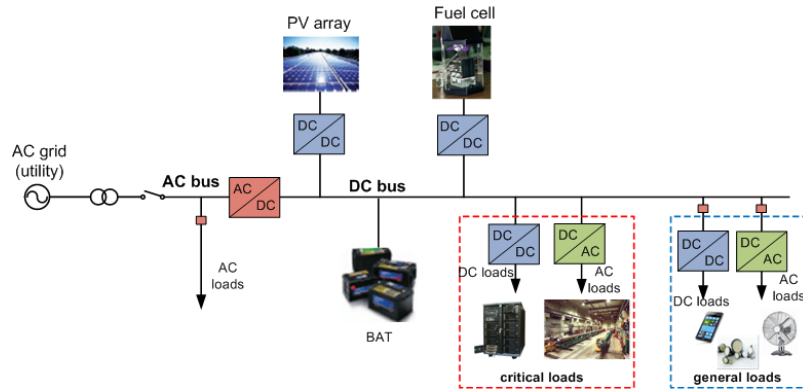 PV array
Fuel cell
DC
DC
DC
DC
AC grid
(utility)
AC bus
AC
DC
DC bus
AC
loads
BAT
DC
DC
DC loads
DC
AC
AC
loads
critical loads
DC
DC
DC loads
DC
AC
AC
loads
general loads